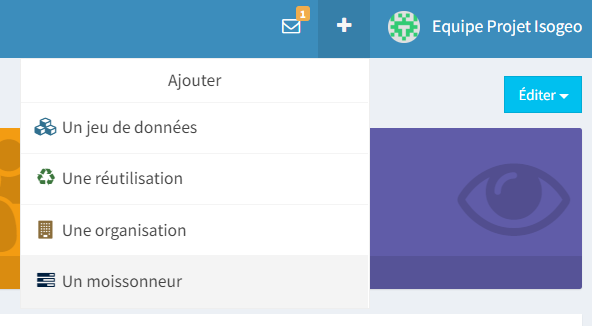 1
Equipe Projet Isogeo
Ajouter
Éditer
Un jeu de données
Une réutilisation
Une organisation
Un moissonneur